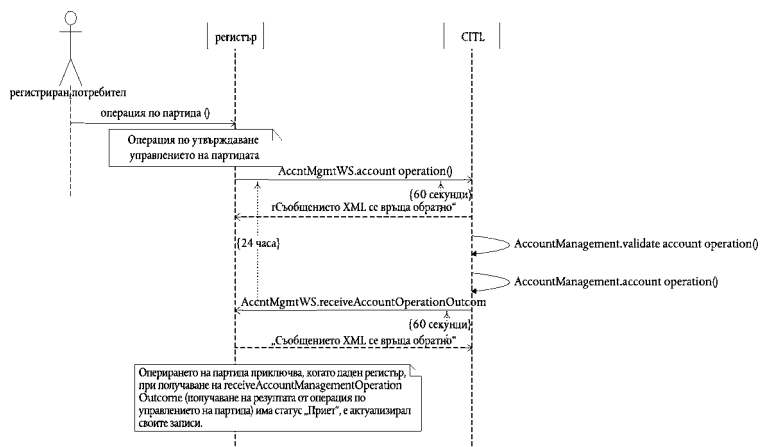 регистър
CITL
регистриран потребител
операция по партида ()
Операция по утвърждаване
управлението на партидата
AccntMgmtWS.account operation()
{60 секунди}
гСъобщението XML се връща обратно“
{24 часа}
AccountManagement.validate account operation()
AccountManagement.account operation()
AccntMgmtWS.receiveAccountOperationOutcom
{60 секунди}
„Съобщението XML се връща обратно“
Оперирането на партида приключва, когато даден регистър,
при получаване на receiveAccountManagementOperation
Outcome (получаване на резултата от операция по
управлението на партида) има статус „Приет“, е актуализирал
своите записи.